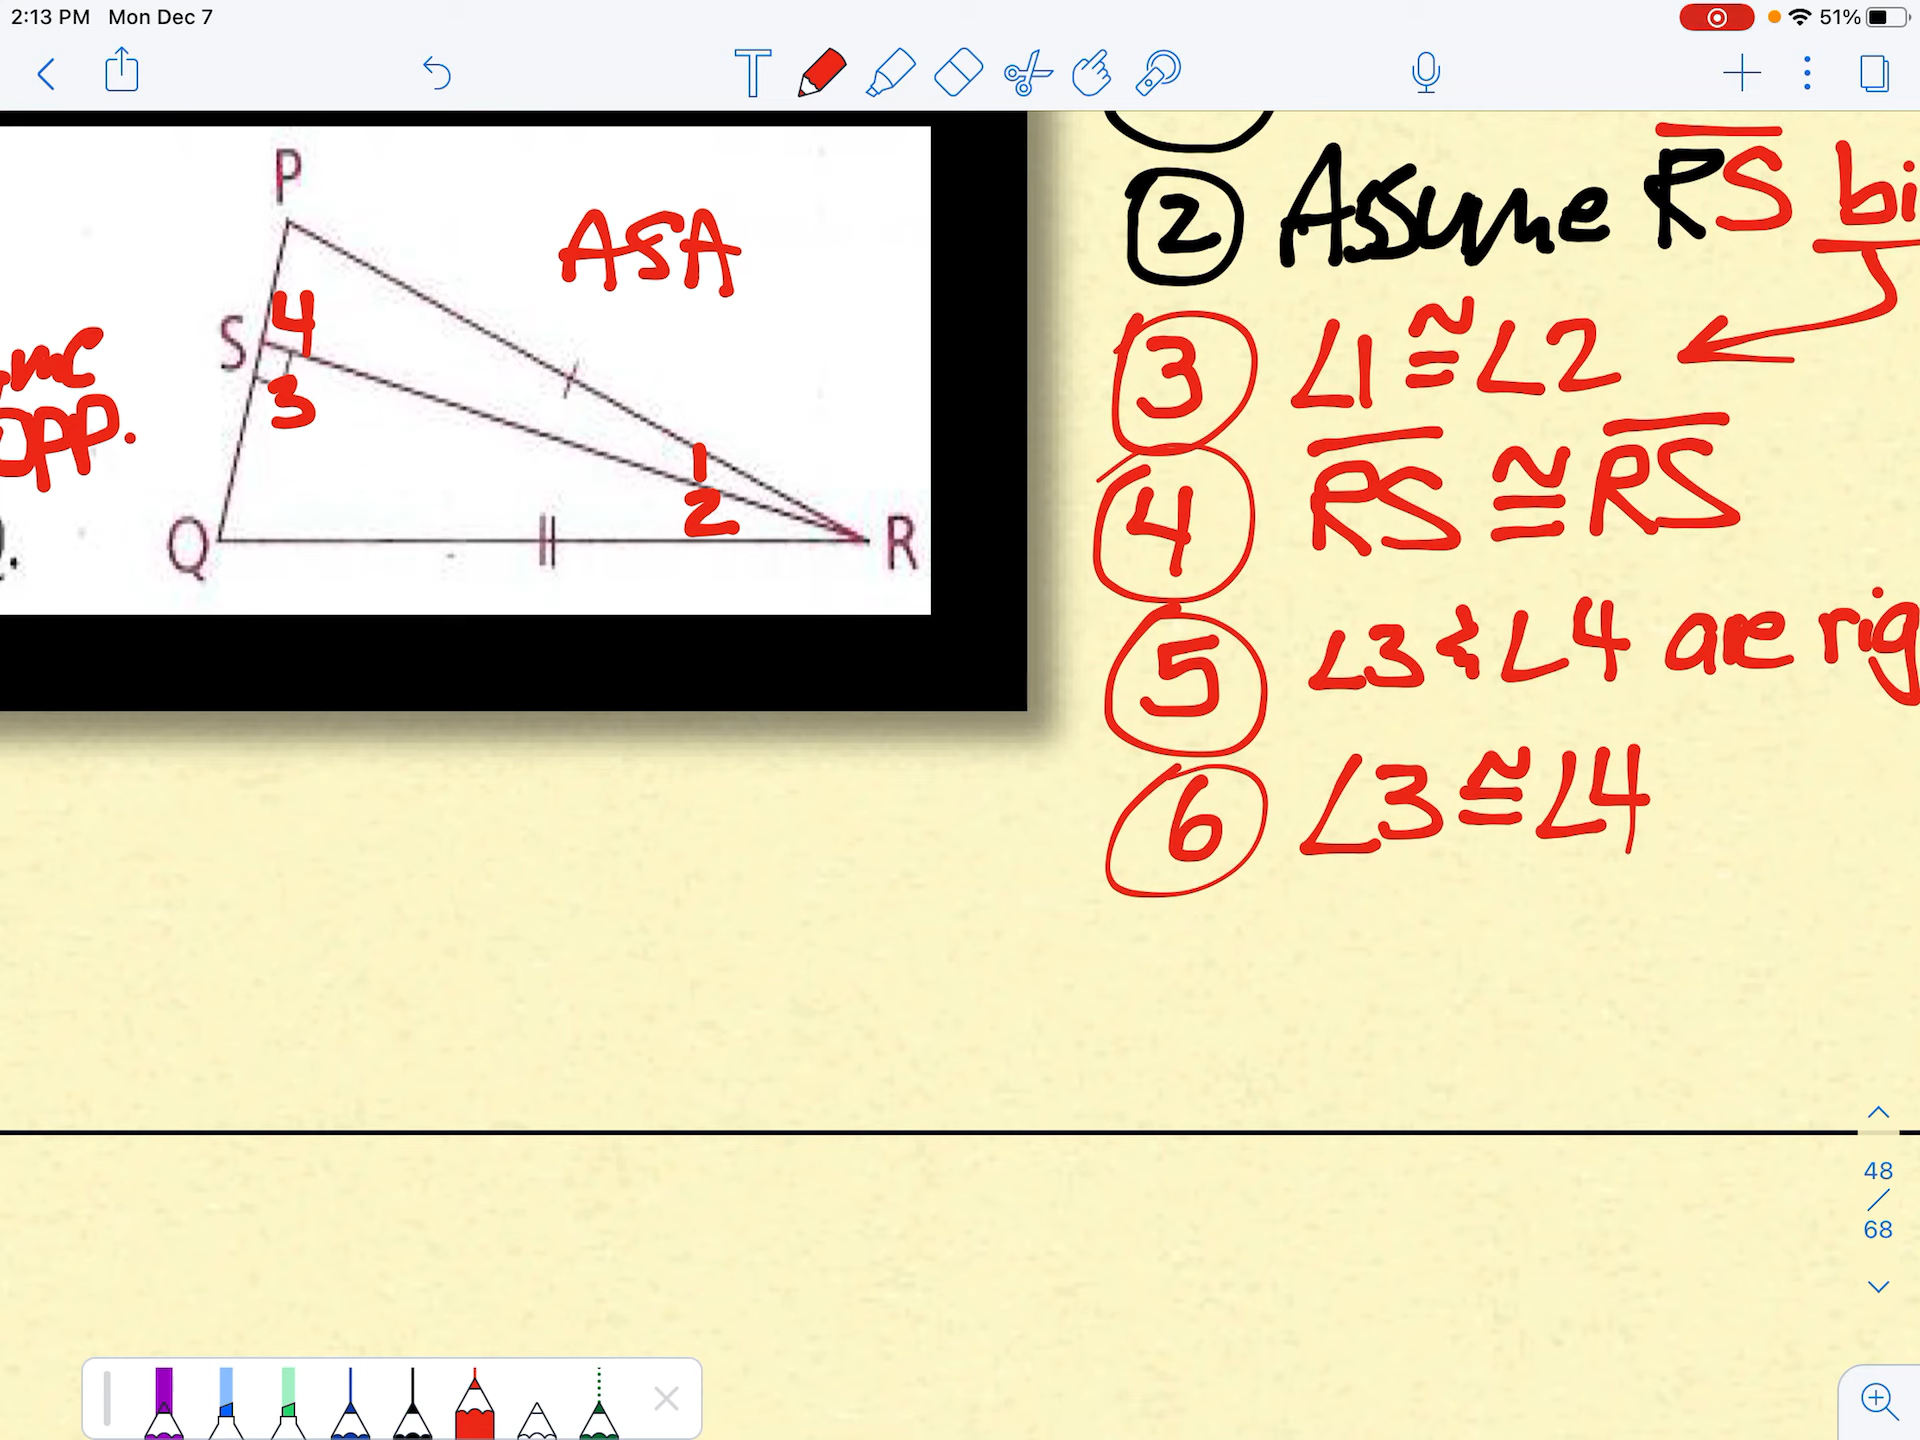 2:13 PM Mon Dec 7
51%
P
ASA
S
4
3
OPP.
1
2
Q
R
2 Assume RS bi
3 ∠1 ≅ ∠2
4 RS ≅ RS
5 ∠3 & ∠4 are rig
6 ∠3 ≅ ∠4
48
/
68